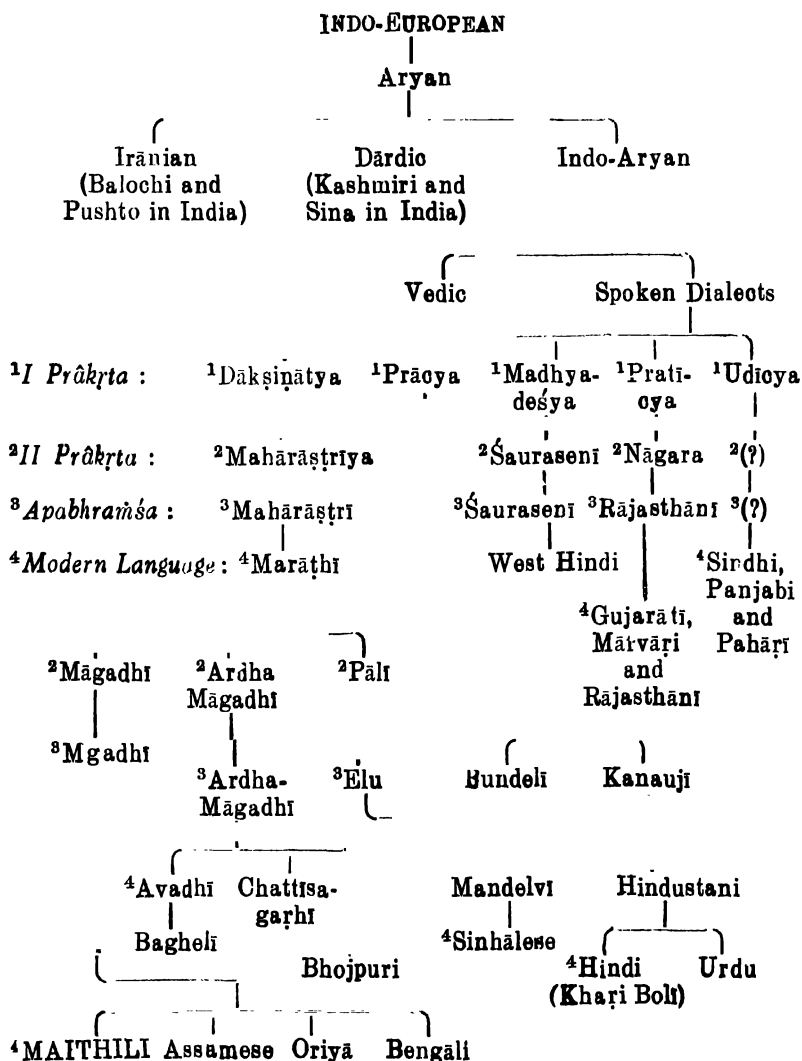 INDO-EUROPEAN
Aryan
Irānian Dārdic Indo-Aryan
(Balochi and (Kashmiri and
Pushto in India) Sina in India)
Vedic Spoken Dialects
¹I Prâkṛta : ¹Dākṣiṇātya ¹Prācya ¹Madhya- ¹Pratī- ¹Udīcya
deśya cya
²II Prâkṛta : ²Mahārāṣṭrīya ²Śaurasenī ²Nāgara ²(?)
³Apabhraṁśa : ³Mahārāṣṭrī ³Śaurasenī ³Rājasthānī ³(?)
⁴Modern Language : ⁴Marāṭhī West Hindi ⁴Sindhi,
Panjabi
⁴Gujarātī, and
Mārvāṛi Pahāṛī
and
Rājasthānī
²Māgadhī ²Ardha ²Pālī
Māgadhī
³Mgadhī
³Ardha- ³Elu Bundelī Kanaujī
Māgadhī
⁴Avadhī Chattīsa- Mandelvī Hindustani
gaṛhī
Baghelī ⁴Sinhālese
Bhojpuri ⁴Hindi Urdu
(Khaṛi Bolī)
⁴MAITHILI Assamese Oriyā Bengāli